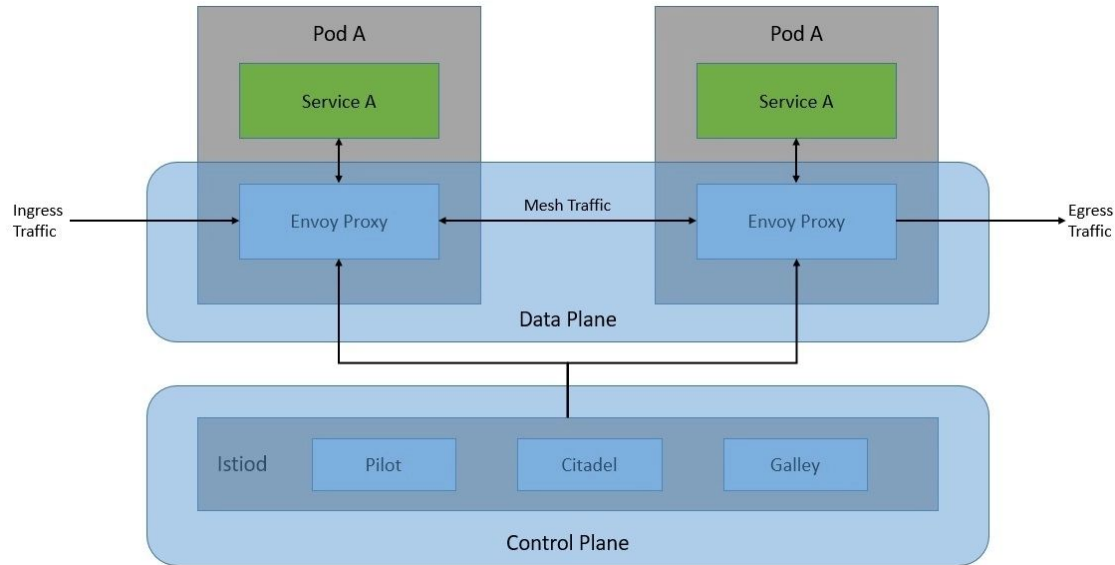 Pod A
Pod A
Service A
Service A
Ingress
Traffic
Envoy Proxy
Mesh Traffic
Envoy Proxy
Egress
Traffic
Data Plane
Istiod
Pilot
Citadel
Galley
Control Plane